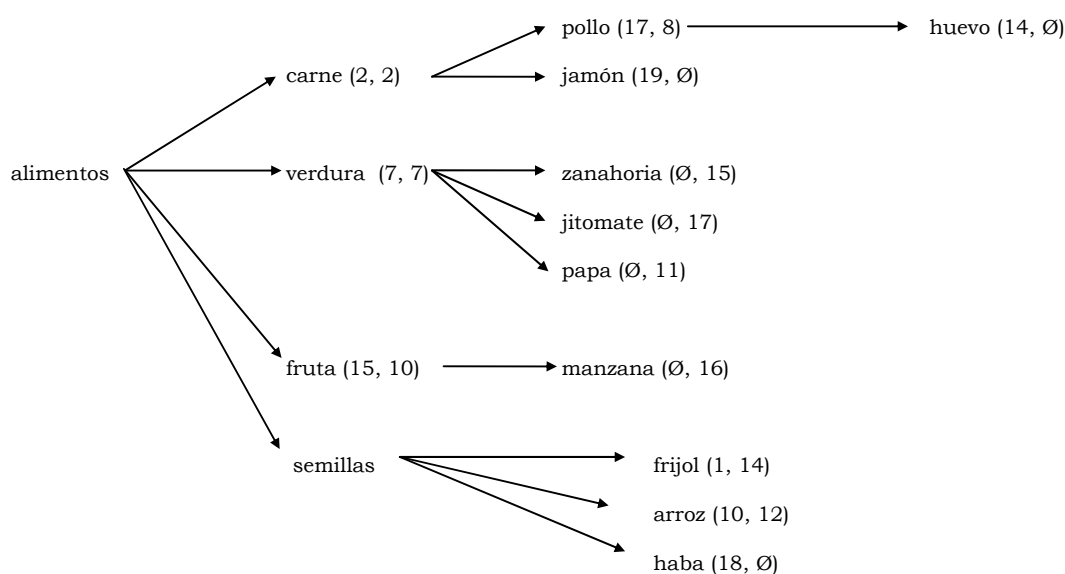 pollo (17, 8) huevo (14, Ø)
carne (2, 2) jamón (19, Ø)
alimentos verdura (7, 7) zanahoria (Ø, 15)
jitomate (Ø, 17)
papa (Ø, 11)
fruta (15, 10) manzana (Ø, 16)
semillas frijol (1, 14)
arroz (10, 12)
haba (18, Ø)